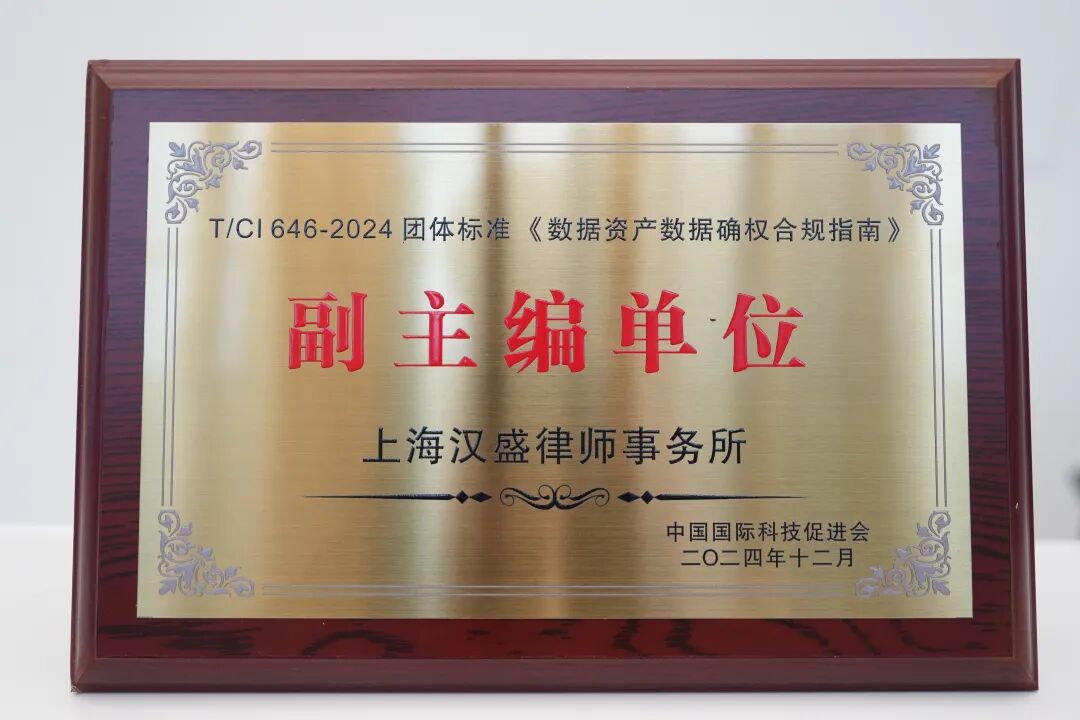 T/CI 646-2024 团体标准《数据资产数据确权合规指南》
副主编单位
上海汉盛律师事务所
中国国际科技促进会
二〇二四年十二月